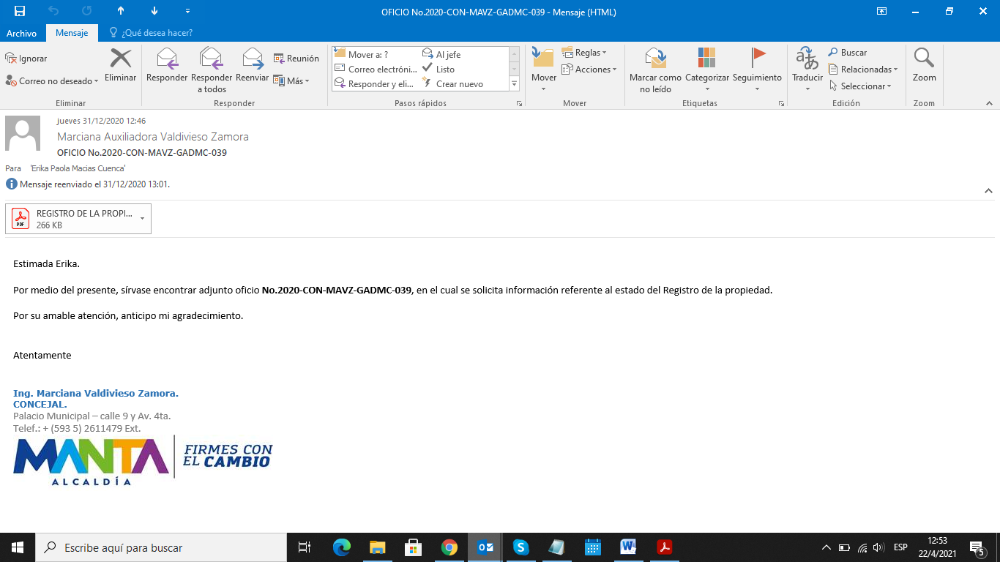 OFICIO No.2020-CON-MAVZ-GADMC-039 - Mensaje (HTML)
Archivo Mensaje ¿Qué desea hacer?
Ignorar
Correo no deseado
Eliminar
Eliminar
Responder
Responder a todos
Reenviar
Reunión
Más
Responder
Mover a: ?
Al jefe
Correo electróni...
Listo
Responder y eli...
Crear nuevo
Pasos rápidos
Mover
Reglas
Acciones
Mover
Marcar como no leído
Categorizar
Seguimiento
Etiquetas
Traducir
Buscar
Relacionadas
Seleccionar
Edición
Zoom
Zoom
jueves 31/12/2020 12:46
Marciana Auxiliadora Valdivieso Zamora
OFICIO No.2020-CON-MAVZ-GADMC-039
Para 'Erika Paola Macias Cuenca'
Mensaje reenviado el 31/12/2020 13:01.
PDF
REGISTRO DE LA PROPI...
266 KB
Estimada Erika.
Por medio del presente, sírvase encontrar adjunto oficio No.2020-CON-MAVZ-GADMC-039, en el cual se solicita información referente al estado del Registro de la propiedad.
Por su amable atención, anticipo mi agradecimiento.
Atentamente
Ing. Marciana Valdivieso Zamora.
CONCEJAL.
Palacio Municipal – calle 9 y Av. 4ta.
Telef.: + (593 5) 2611479 Ext.
MANTA
ALCALDÍA
FIRMES CON
EL CAMBIO
Escribe aquí para buscar
ESP
12:53
22/4/2021
5